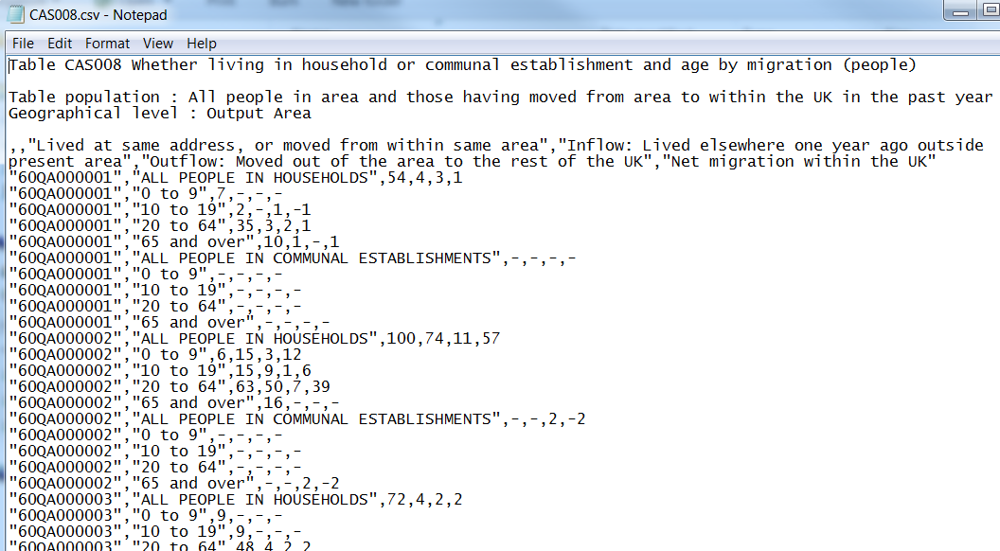 CAS008.csv - Notepad
File Edit Format View Help
Table CAS008 Whether living in household or communal establishment and age by migration (people)
Table population : All people in area and those having moved from area to within the UK in the past year
Geographical level : Output Area
,,"Lived at same address, or moved from within same area","Inflow: Lived elsewhere one year ago outside
present area","Outflow: Moved out of the area to the rest of the UK","Net migration within the UK"
"60QA000001","ALL PEOPLE IN HOUSEHOLDS",54,4,3,1
"60QA000001","0 to 9",7,-,-,-
"60QA000001","10 to 19",2,-,1,-1
"60QA000001","20 to 64",35,3,2,1
"60QA000001","65 and over",10,1,-,1
"60QA000001","ALL PEOPLE IN COMMUNAL ESTABLISHMENTS",-,-,-,-
"60QA000001","0 to 9",-,-,-,-
"60QA000001","10 to 19",-,-,-,-
"60QA000001","20 to 64",-,-,-,-
"60QA000001","65 and over",-,-,-,-
"60QA000002","ALL PEOPLE IN HOUSEHOLDS",100,74,11,57
"60QA000002","0 to 9",6,15,3,12
"60QA000002","10 to 19",15,9,1,6
"60QA000002","20 to 64",63,50,7,39
"60QA000002","65 and over",16,-,-,-
"60QA000002","ALL PEOPLE IN COMMUNAL ESTABLISHMENTS",-,-,2,-2
"60QA000002","0 to 9",-,-,-,-
"60QA000002","10 to 19",-,-,-,-
"60QA000002","20 to 64",-,-,-,-
"60QA000002","65 and over",-,-,2,-2
"60QA000003","ALL PEOPLE IN HOUSEHOLDS",72,4,2,2
"60QA000003","0 to 9",9,-,-,-
"60QA000003","10 to 19",9,-,-,-
"60QA000003","20 to 64",48,4,2,2